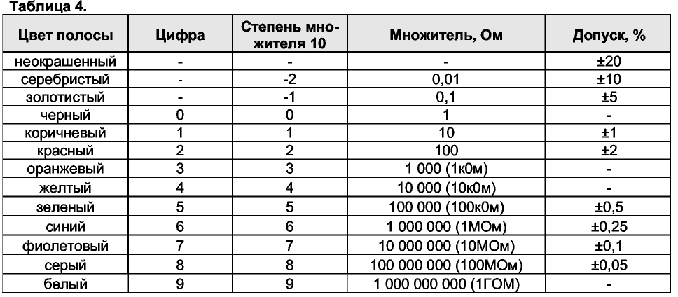 Таблица 4.
Цвет полосы Цифра Степень мно- Множитель, Ом Допуск, %
жителя 10
неокрашенный - - - ±20
серебристый - -2 0,01 ±10
золотистый - -1 0,1 ±5
черный 0 0 1 -
коричневый 1 1 10 ±1
красный 2 2 100 ±2
оранжевый 3 3 1 000 (1к0м) -
желтый 4 4 10 000 (10к0м) -
зеленый 5 5 100 000 (100к0м) ±0,5
синий 6 6 1 000 000 (1МОм) ±0,25
фиолетовый 7 7 10 000 000 (10МОм) ±0,1
серый 8 8 100 000 000 (100МОм) ±0,05
балый 9 9 1 000 000 000 (1ГОМ) -